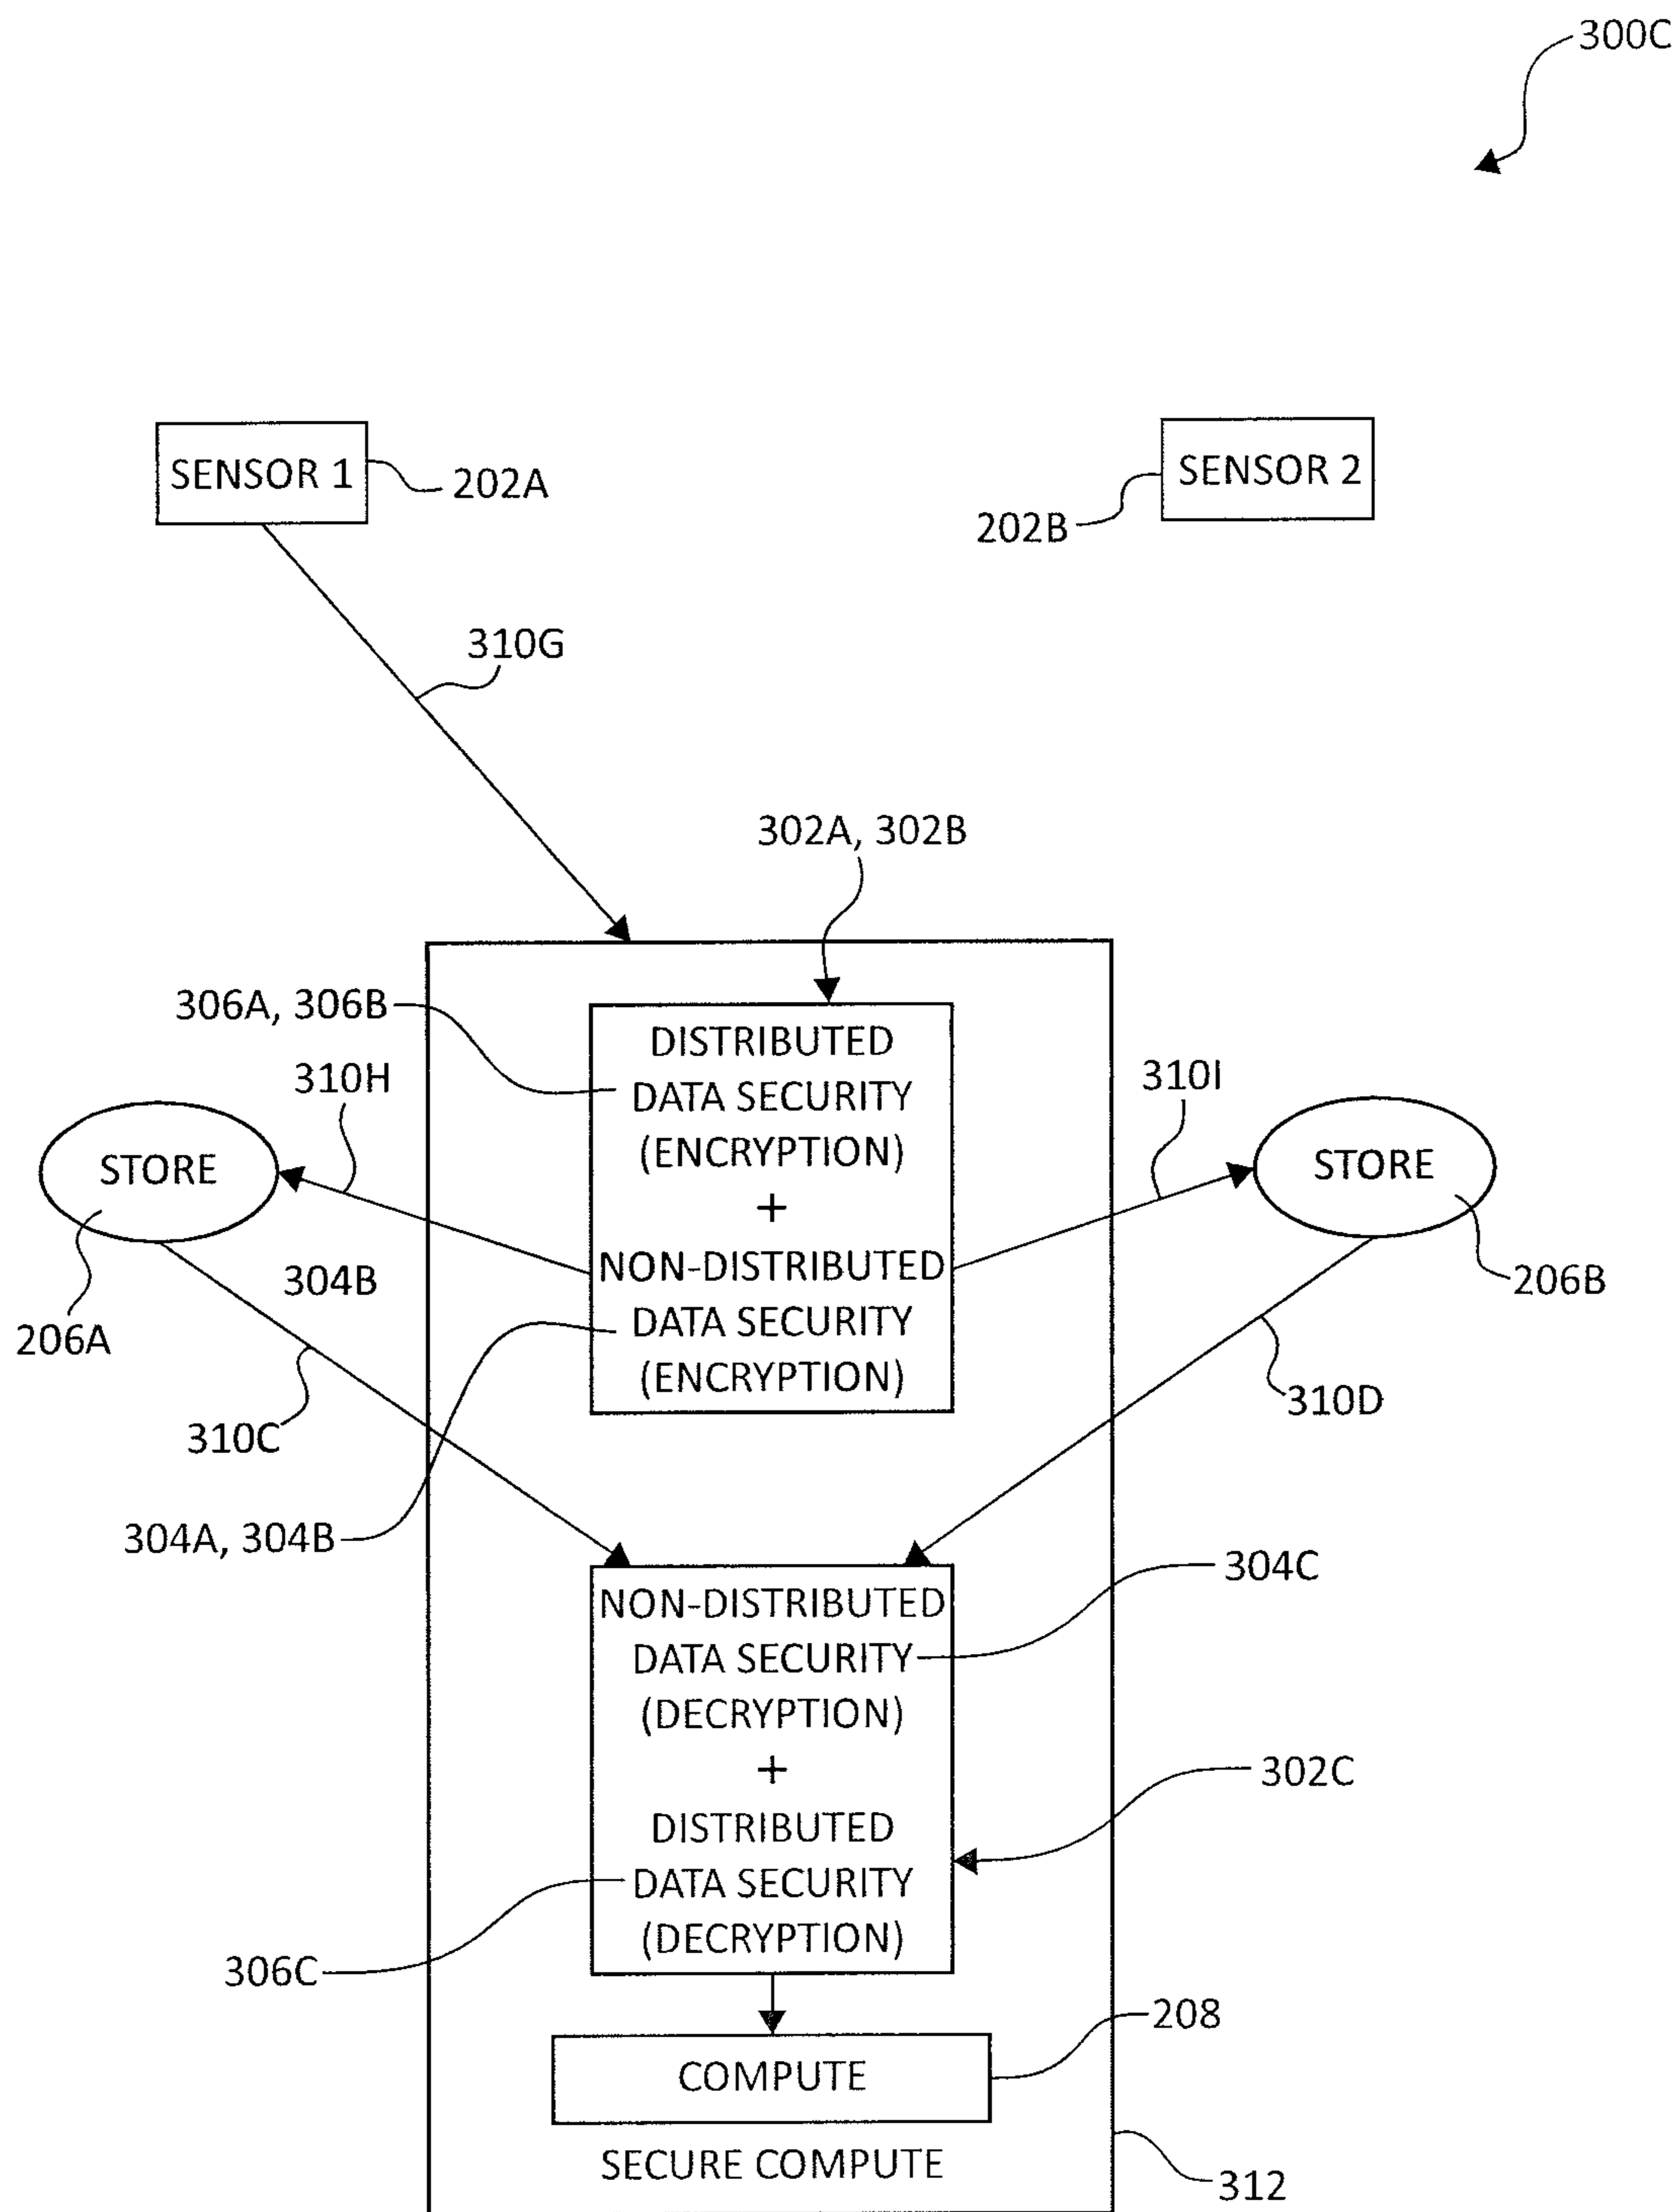 300C
SENSOR 1
202A
SENSOR 2
202B
310G
302A, 302B
306A, 306B
DISTRIBUTED
DATA SECURITY
(ENCRYPTION)
+
NON-DISTRIBUTED
DATA SECURITY
(ENCRYPTION)
310H
310I
STORE
STORE
304B
206A
206B
310C
310D
304A, 304B
NON-DISTRIBUTED
DATA SECURITY
(DECRYPTION)
+
DISTRIBUTED
DATA SECURITY
(DECRYPTION)
304C
302C
306C
208
COMPUTE
SECURE COMPUTE
312